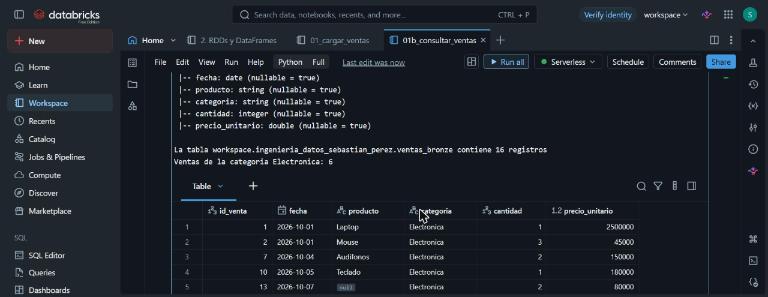 databricks
Free Edition
Search data, notebooks, recents, and more...
CTRL + P
Verify identity
workspace
New
Home
Learn
Workspace
Recents
Catalog
Jobs & Pipelines
Compute
Discover
Marketplace
SQL
SQL Editor
Queries
Dashboards
Home
2. RDDs y DataFrames
01_cargar_ventas
01b_consultar_ventas
File Edit View Run Help Python Full Last edit was now
Run all
Serverless
Schedule
Comments
Share
|-- fecha: date (nullable = true)
|-- producto: string (nullable = true)
|-- categoria: string (nullable = true)
|-- cantidad: integer (nullable = true)
|-- precio_unitario: double (nullable = true)
La tabla workspace.ingenieria_datos_sebastian_perez.ventas_bronze contiene 16 registros
Ventas de la categoria Electronica: 6
Table
id_venta fecha producto categoria cantidad 1.2 precio_unitario
1 1 2026-10-01 Laptop Electronica 1 2500000
2 2 2026-10-01 Mouse Electronica 3 45000
3 7 2026-10-04 Audifonos Electronica 2 150000
4 10 2026-10-05 Teclado Electronica 1 180000
5 13 2026-10-07 null Electronica 2 80000